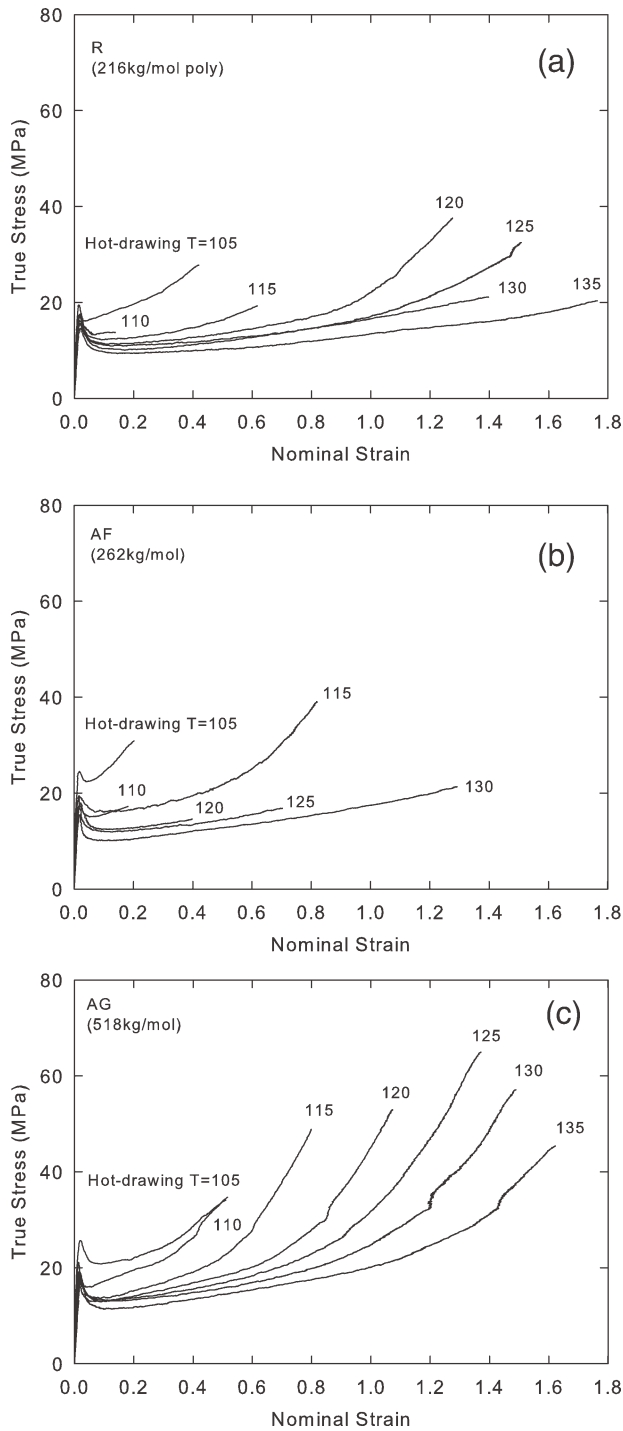 R
(216kg/mol poly)
(a)
80
60
40
20
0
True Stress (MPa)
Hot-drawing T=105
110
115
120
125
130
135
0.0 0.2 0.4 0.6 0.8 1.0 1.2 1.4 1.6 1.8
Nominal Strain
AF
(262kg/mol)
(b)
80
60
40
20
0
True Stress (MPa)
Hot-drawing T=105
110
115
120
125
130
0.0 0.2 0.4 0.6 0.8 1.0 1.2 1.4 1.6 1.8
Nominal Strain
AG
(518kg/mol)
(c)
80
60
40
20
0
True Stress (MPa)
Hot-drawing T=105
110
115
120
125
130
135
0.0 0.2 0.4 0.6 0.8 1.0 1.2 1.4 1.6 1.8
Nominal Strain